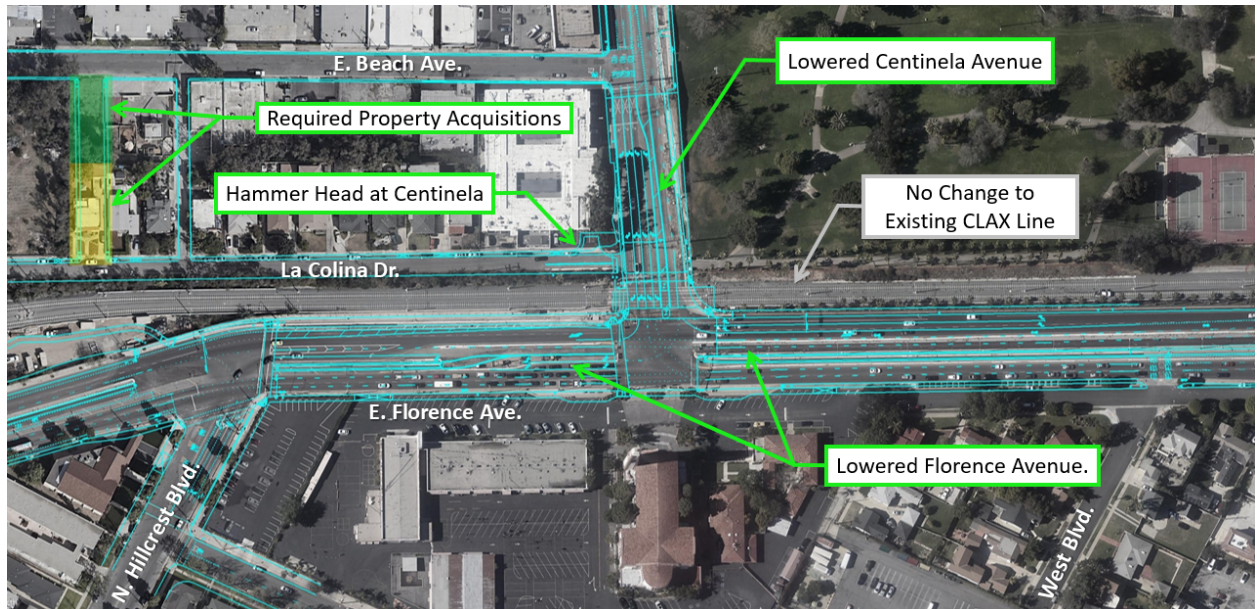 E. Beach Ave.
Lowered Centinela Avenue
Required Property Acquisitions
Hammer Head at Centinela
No Change to
Existing CLAX Line
La Colina Dr.
E. Florence Ave.
Lowered Florence Avenue.
N. Hillcrest Blvd.
West Blvd.